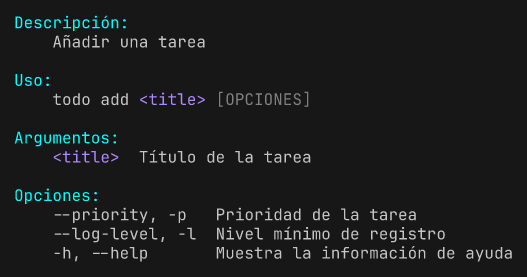 Descripción:
Añadir una tarea
Uso:
todo add <title> [OPCIONES]
Argumentos:
<title> Título de la tarea
Opciones:
--priority, -p Prioridad de la tarea
--log-level, -l Nivel mínimo de registro
-h, --help Muestra la información de ayuda